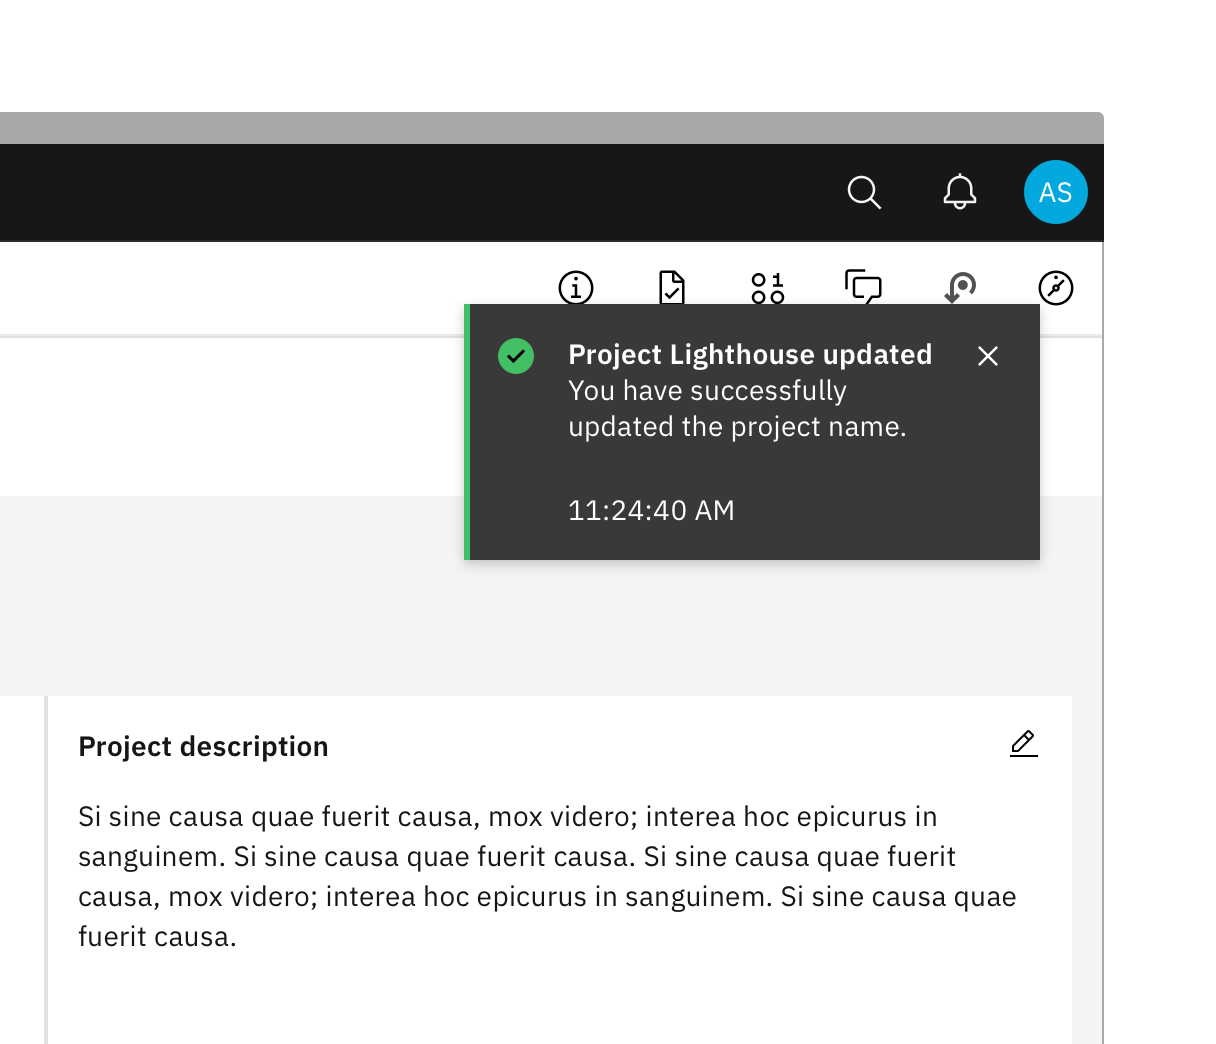 AS
Project Lighthouse updated
You have successfully
updated the project name.
11:24:40 AM
Project description
Si sine causa quae fuerit causa, mox videro; interea hoc epicurus in
sanguinem. Si sine causa quae fuerit causa. Si sine causa quae fuerit
causa, mox videro; interea hoc epicurus in sanguinem. Si sine causa quae
fuerit causa.